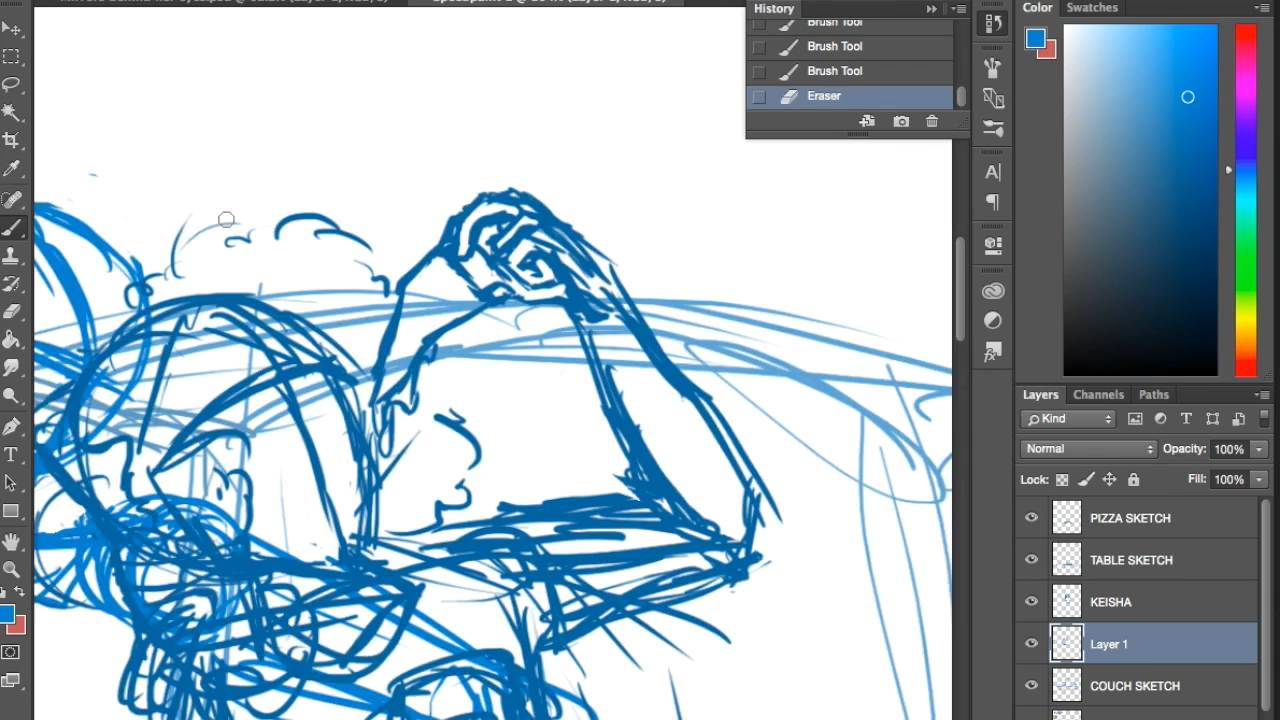 History
Color
Swatches
Brush Tool
Brush Tool
Brush Tool
Eraser
Layers
Channels
Paths
Kind
Normal
Opacity:
100%
Lock:
Fill:
100%
PIZZA SKETCH
TABLE SKETCH
KEISHA
Layer 1
COUCH SKETCH